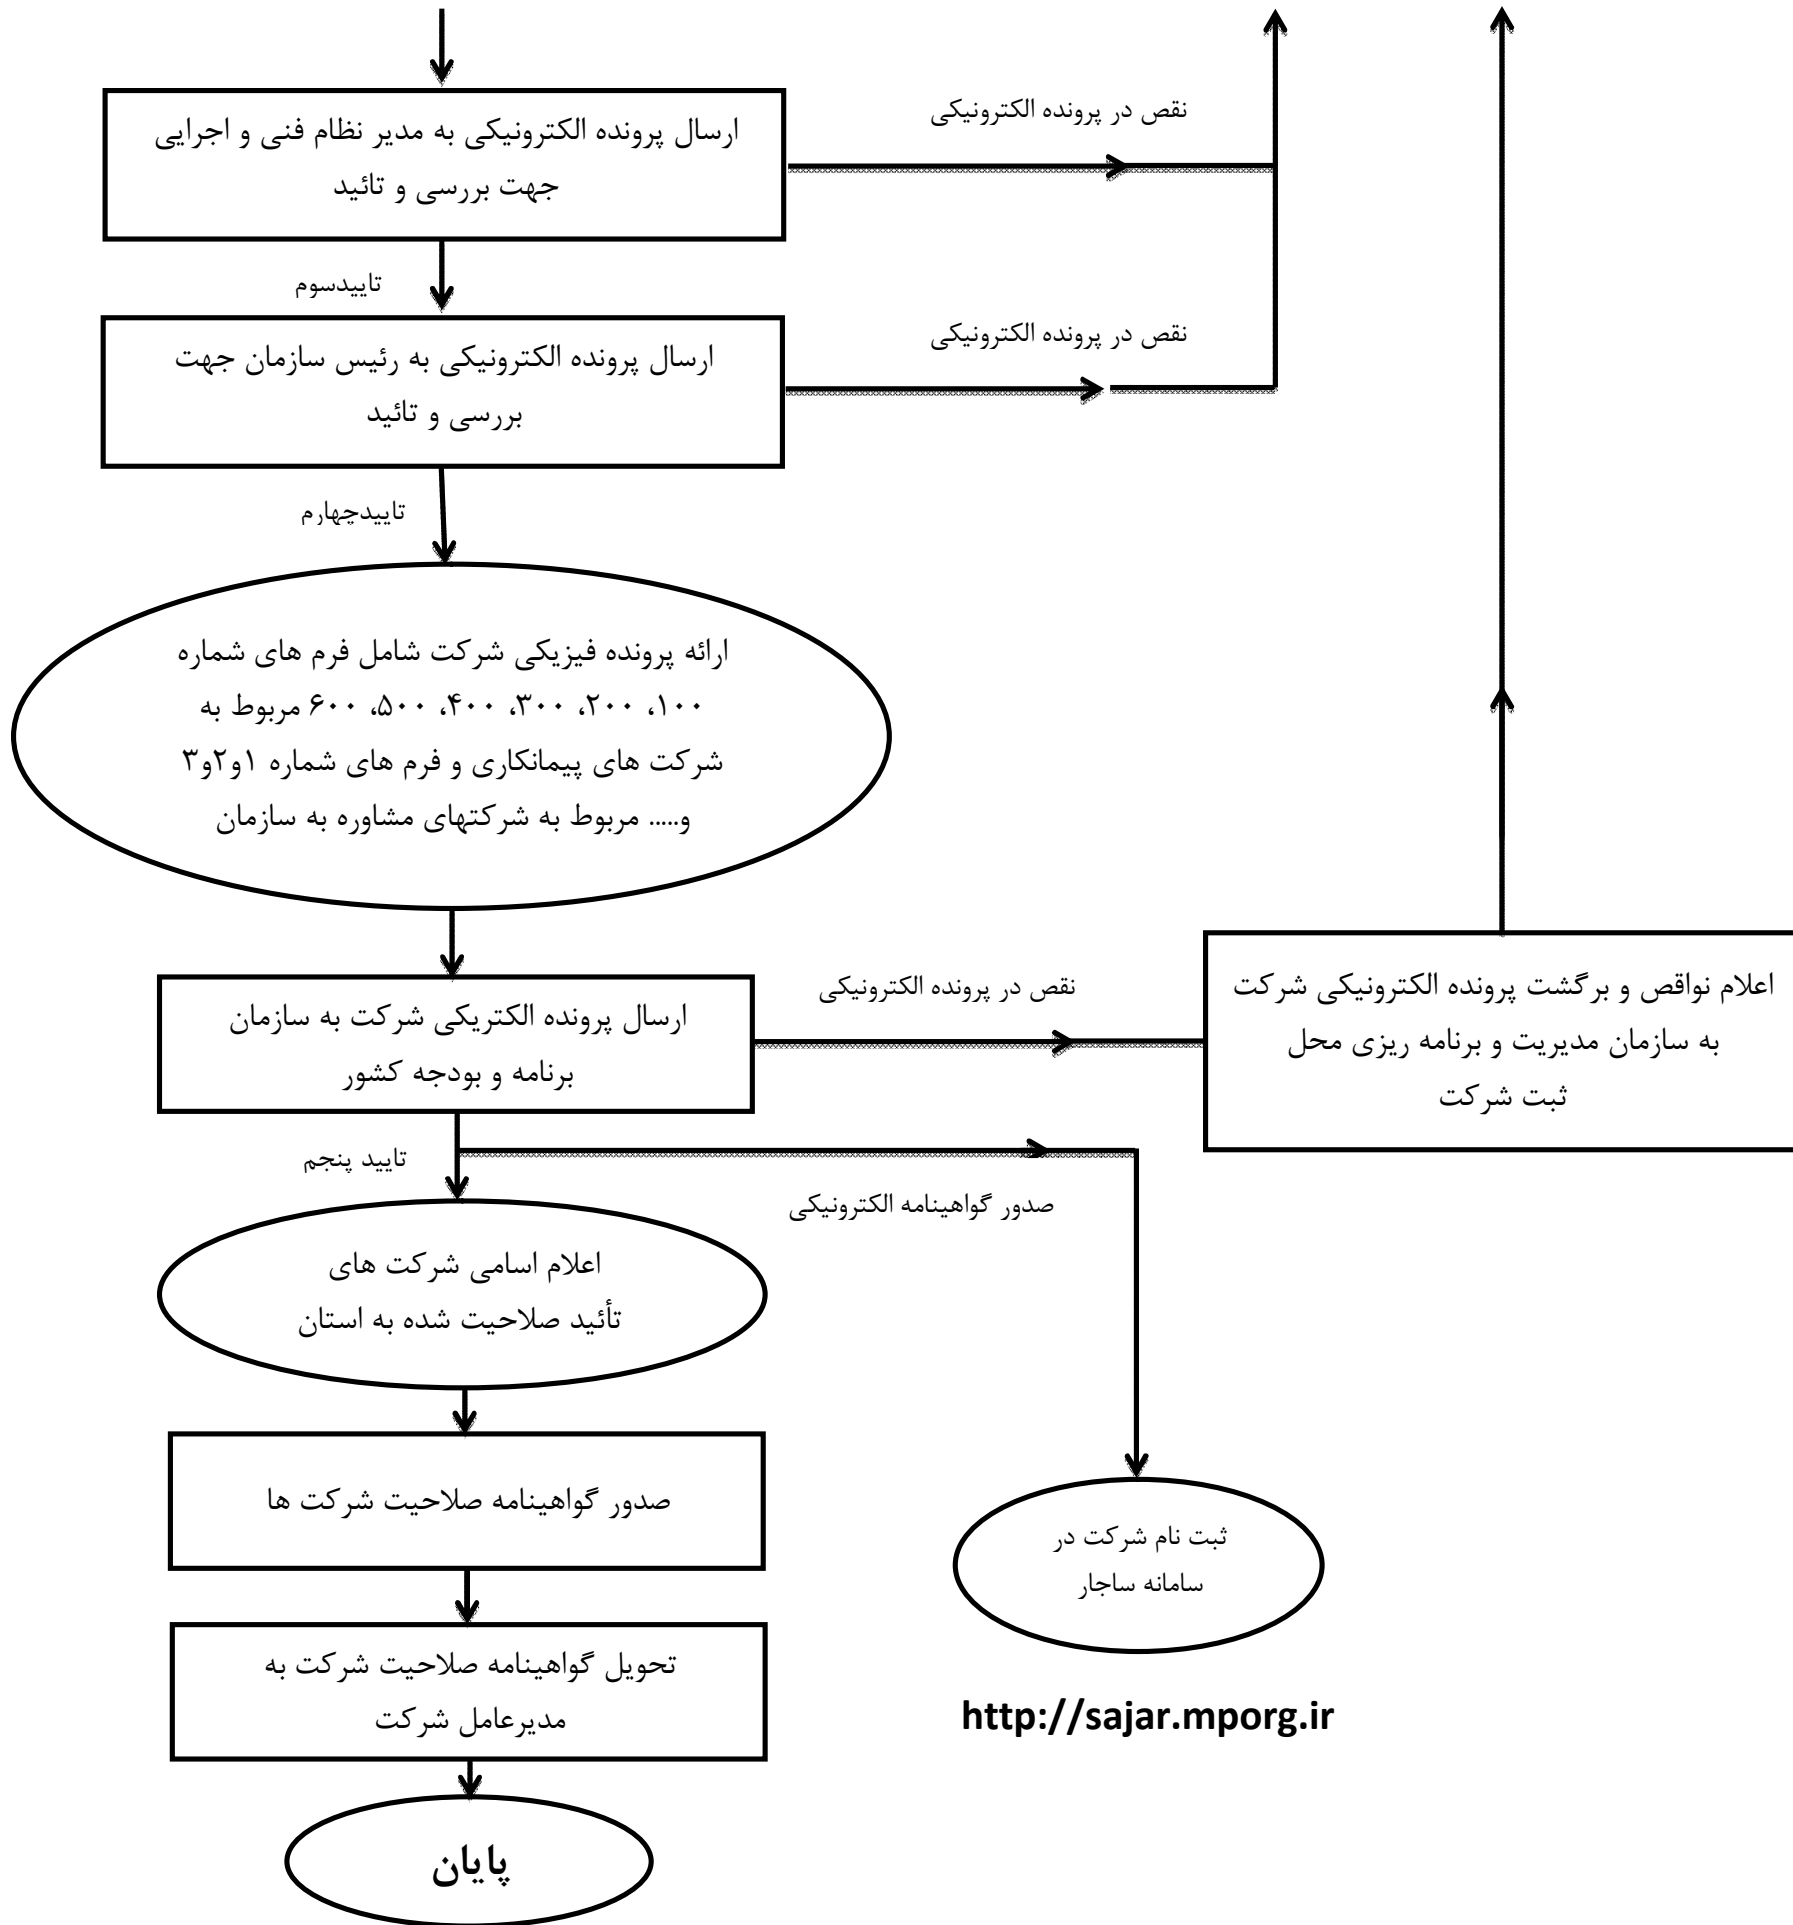 ارسال پرونده الکترونیکی به مدیر نظام فنی و اجرایی
جهت بررسی و تائید
نقص در پرونده الکترونیکی
تاییدسوم
ارسال پرونده الکترونیکی به رئیس سازمان جهت
بررسی و تائید
نقص در پرونده الکترونیکی
تاییدچهارم
ارائه پرونده فیزیکی شرکت شامل فرم های شماره
۱۰۰، ۲۰۰، ۳۰۰، ۴۰۰، ۵۰۰، ۶۰۰ مربوط به
شرکت های پیمانکاری و فرم های شماره ۱و۲و۳
و..... مربوط به شرکتهای مشاوره به سازمان
ارسال پرونده الکتریکی شرکت به سازمان
برنامه و بودجه کشور
نقص در پرونده الکترونیکی
اعلام نواقص و برگشت پرونده الکترونیکی شرکت
به سازمان مدیریت و برنامه ریزی محل
ثبت شرکت
تایید پنجم
صدور گواهینامه الکترونیکی
اعلام اسامی شرکت های
تأئید صلاحیت شده به استان
صدور گواهینامه صلاحیت شرکت ها
ثبت نام شرکت در
سامانه ساجار
تحویل گواهینامه صلاحیت شرکت به
مدیرعامل شرکت
http://sajar.mporg.ir
پایان